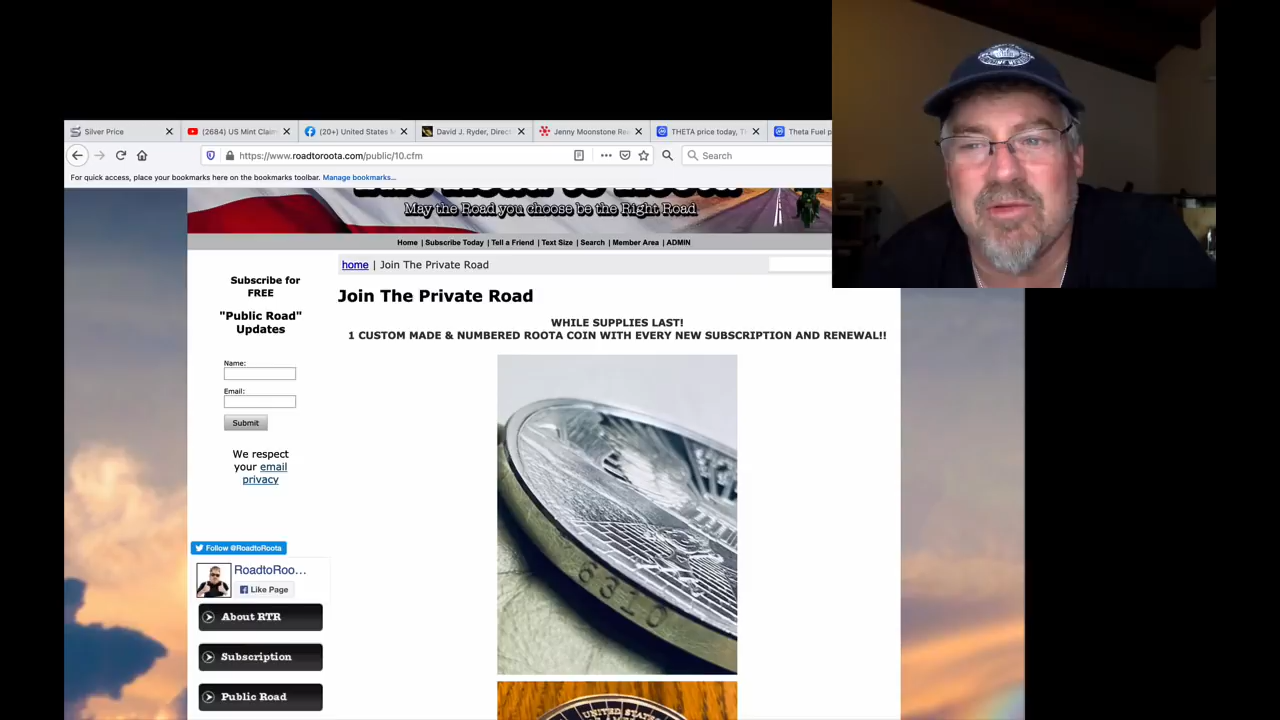 Silver Price
(2684) US Mint Claim
(20+) United States M
David J. Ryder, Direct
Jenny Moonstone Re
THETA price today, T
Theta Fuel p
https://www.roadtoroota.com/public/10.cfm
Search
For quick access, place your bookmarks here on the bookmarks toolbar. Manage bookmarks...
May the Road you choose be the Right Road.
Home | Subscribe Today | Tell a Friend | Text Size | Search | Member Area | ADMIN
home | Join The Private Road
Subscribe for
FREE
"Public Road"
Updates
Name:
Email:
Submit
We respect
your email
privacy
Follow @RoadtoRoota
RoadtoRoo...
Like Page
About RTR
Subscription
Public Road
Join The Private Road
WHILE SUPPLIES LAST!
1 CUSTOM MADE & NUMBERED ROOTA COIN WITH EVERY NEW SUBSCRIPTION AND RENEWAL!!
6310
UNITED STATES